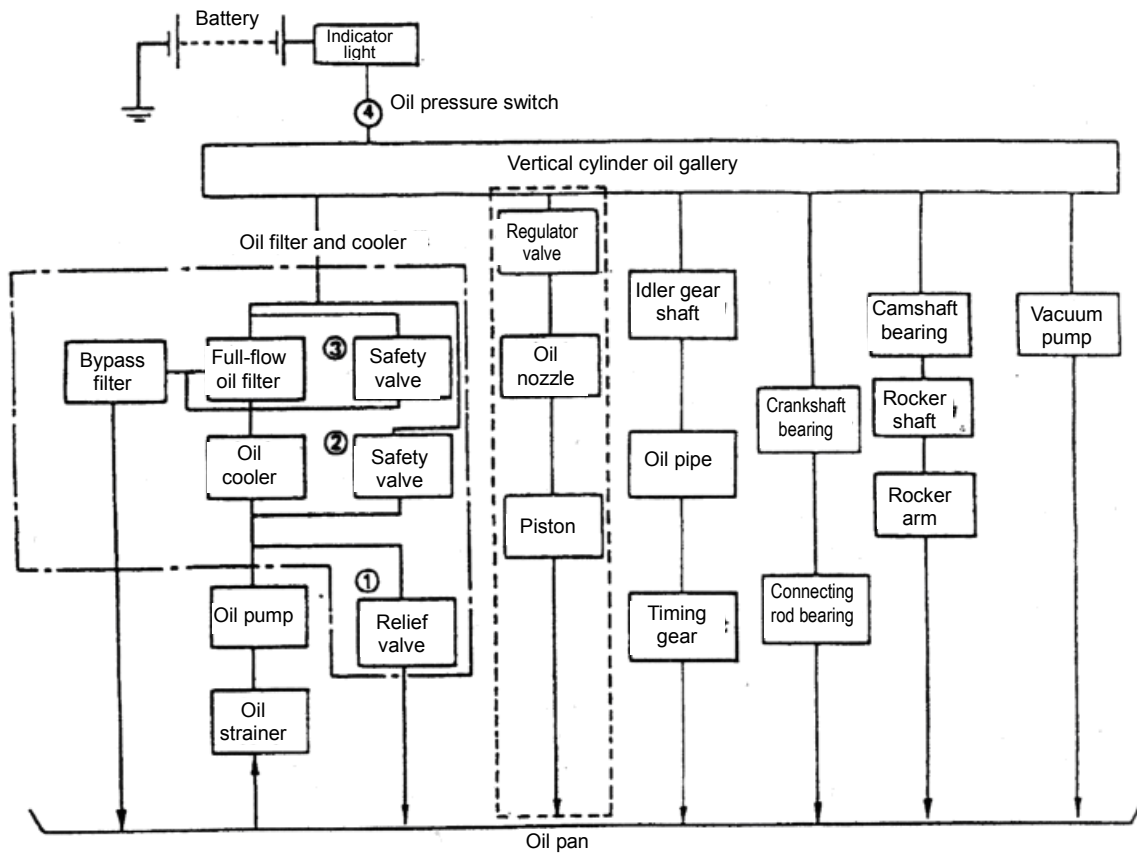 Battery
Indicator
light
④
Oil pressure switch
Vertical cylinder oil gallery
Oil filter and cooler
Regulator
valve
Idler gear
shaft
Camshaft
bearing
Vacuum
pump
Bypass
filter
Full-flow
oil filter
③
Safety
valve
Oil
nozzle
Crankshaft
bearing
Rocker
shaft
Oil
cooler
②
Safety
valve
Oil pipe
Rocker
arm
Piston
①
Oil pump
Relief
valve
Timing
gear
Connecting
rod bearing
Oil
strainer
Oil pan